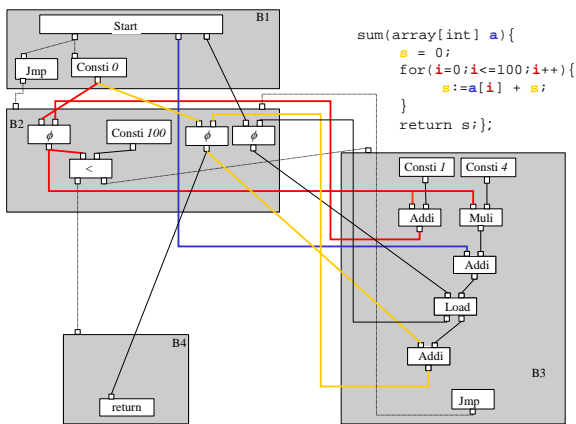 B1
Start
Jmp
Consti 0
B2
ϕ
Consti 100
ϕ
ϕ
<
sum(array[int] a){
s = 0;
for(i=0;i<=100;i++){
s:=a[i] + s;
}
return s;};
Consti 1
Consti 4
Addi
Muli
Addi
Load
Addi
B3
Jmp
B4
return